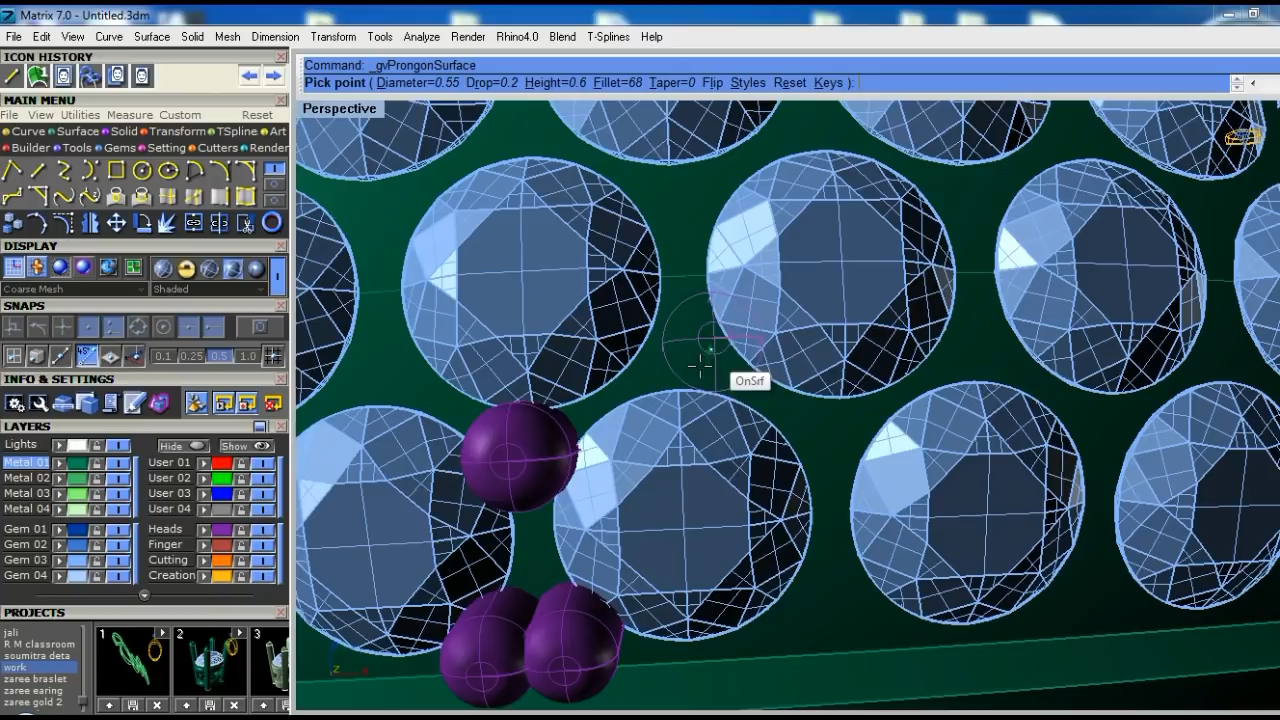 Matrix 7.0 - Untitled.3dm
File Edit View Curve Surface Solid Mesh Dimension Transform Tools Analyze Render Rhino4.0 Blend T-Splines Help
ICON HISTORY
Command: _gvProngonSurface
Pick point ( Diameter=0.55 Drop=0.2 Height=0.6 Fillet=68 Taper=0 Flip Styles Reset Keys ):
MAIN MENU
File View Utilities Measure Reset
Curve Surface Solid Transform TSpline Art
Builder Tools Gems Setting Cutters Render
Perspective
DISPLAY
Coarse Mesh Shaded
SNAPS
45°
0.1 0.25 0.5 1.0
INFO & SETTINGS
LAYERS
Lights Hide Show
Metal 01 User 01
Metal 02 User 02
Metal 03 User 03
Metal 04 User 04
Gem 01 Heads
Gem 02 Finger
Gem 03 Cutting
Gem 04 Creation
PROJECTS
jali
R M classroom
soumitra deta
work
zaree braslet
zaree earing
zaree gold 2
1 2 3
OnSrf
z x